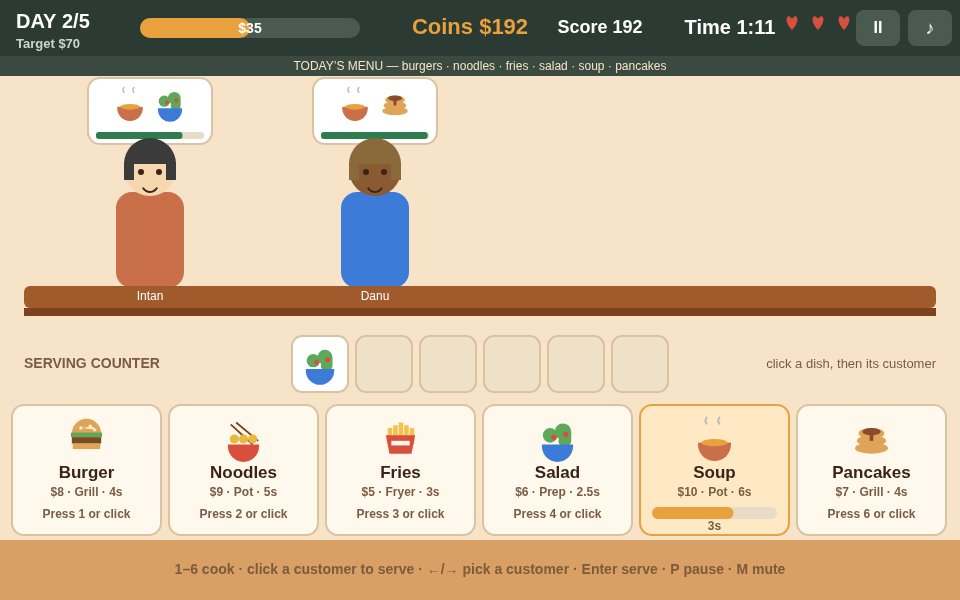 DAY 2/5
Target $70
$35
Coins $192
Score 192
Time 1:11
TODAY'S MENU — burgers · noodles · fries · salad · soup · pancakes
Intan
Danu
SERVING COUNTER
click a dish, then its customer
Burger
$8 · Grill · 4s
Press 1 or click
Noodles
$9 · Pot · 5s
Press 2 or click
Fries
$5 · Fryer · 3s
Press 3 or click
Salad
$6 · Prep · 2.5s
Press 4 or click
Soup
$10 · Pot · 6s
3s
Pancakes
$7 · Grill · 4s
Press 6 or click
1–6 cook · click a customer to serve · ←/→ pick a customer · Enter serve · P pause · M mute